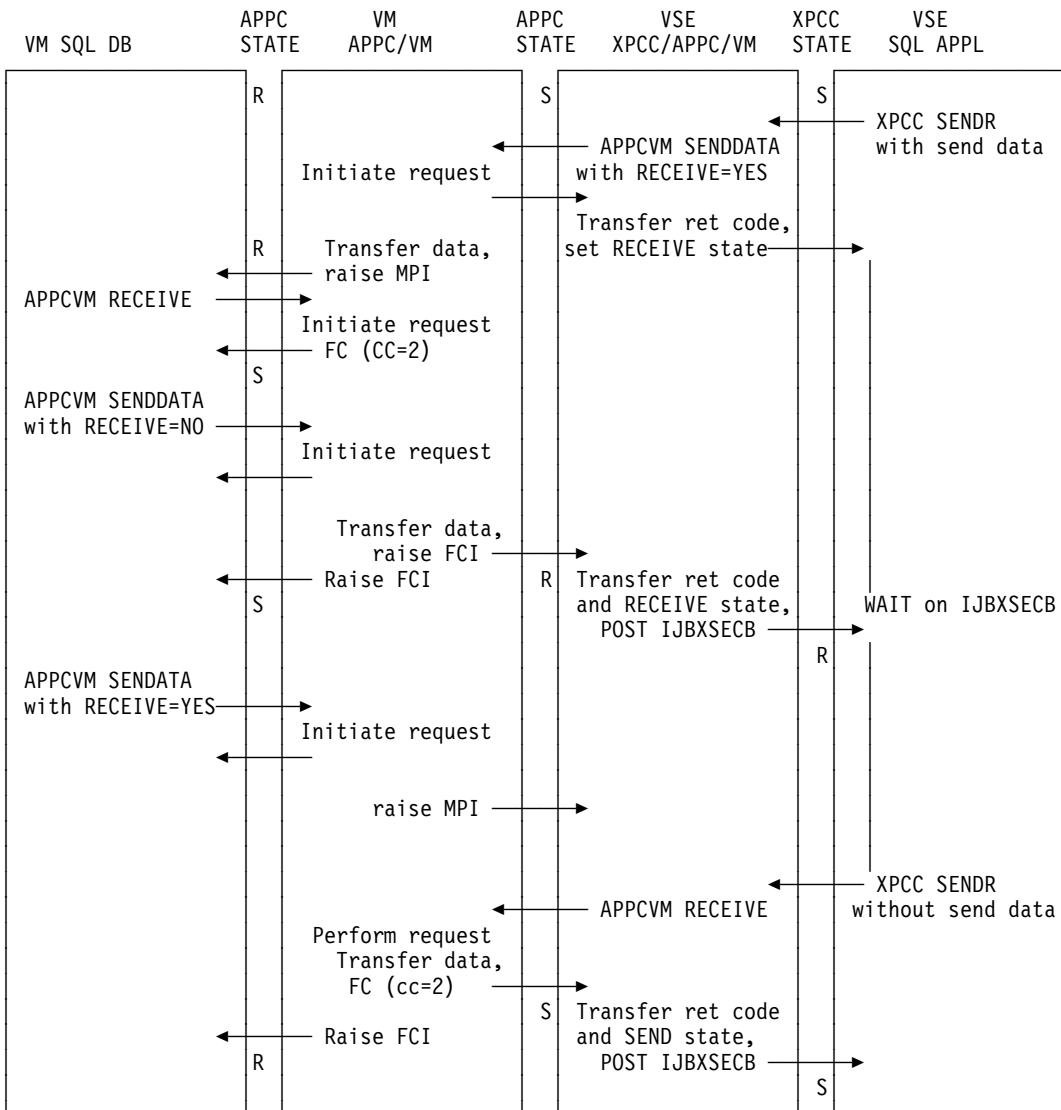 APPC VM APPC VSE XPCC VSE
VM SQL DB STATE APPC/VM STATE XPCC/APPC/VM STATE SQL APPL
R S S
XPCC SENDR
with send data
APPCVM SENDDATA
Initiate request with RECEIVE=YES
Transfer ret code,
R Transfer data, set RECEIVE state
raise MPI
APPCVM RECEIVE
Initiate request
FC (CC=2)
S
APPCVM SENDDATA
with RECEIVE=NO
Initiate request
Transfer data,
raise FCI
Raise FCI R Transfer ret code
S and RECEIVE state, WAIT on IJBXSECB
POST IJBXSECB
R
APPCVM SENDATA
with RECEIVE=YES
Initiate request
raise MPI
XPCC SENDR
APPCVM RECEIVE without send data
Perform request
Transfer data,
FC (cc=2)
S Transfer ret code
Raise FCI and SEND state,
R POST IJBXSECB
S